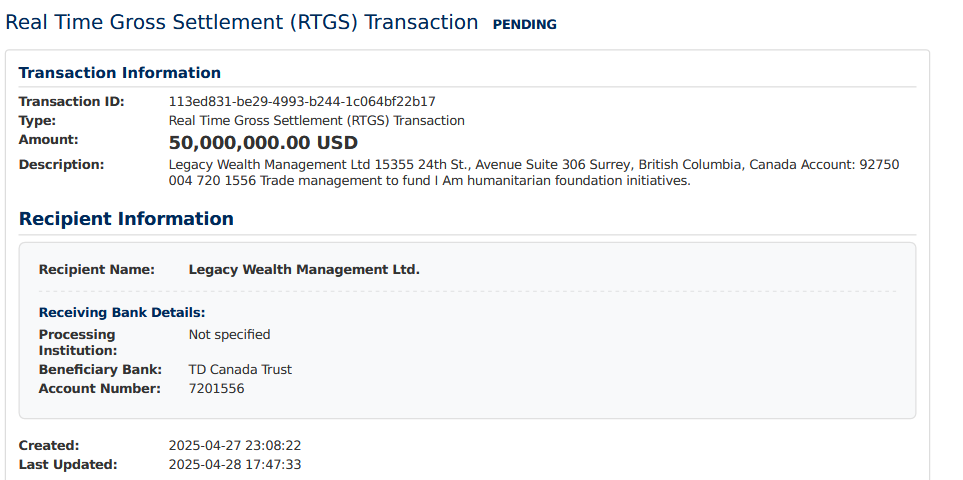 Real Time Gross Settlement (RTGS) Transaction PENDING
Transaction Information
Transaction ID: 113ed831-be29-4993-b244-1c064bf22b17
Type: Real Time Gross Settlement (RTGS) Transaction
Amount: 50,000,000.00 USD
Description: Legacy Wealth Management Ltd 15355 24th St., Avenue Suite 306 Surrey, British Columbia, Canada Account: 92750
004 720 1556 Trade management to fund I Am humanitarian foundation initiatives.
Recipient Information
Recipient Name: Legacy Wealth Management Ltd.
Receiving Bank Details:
Processing Not specified
Institution:
Beneficiary Bank: TD Canada Trust
Account Number: 7201556
Created: 2025-04-27 23:08:22
Last Updated: 2025-04-28 17:47:33